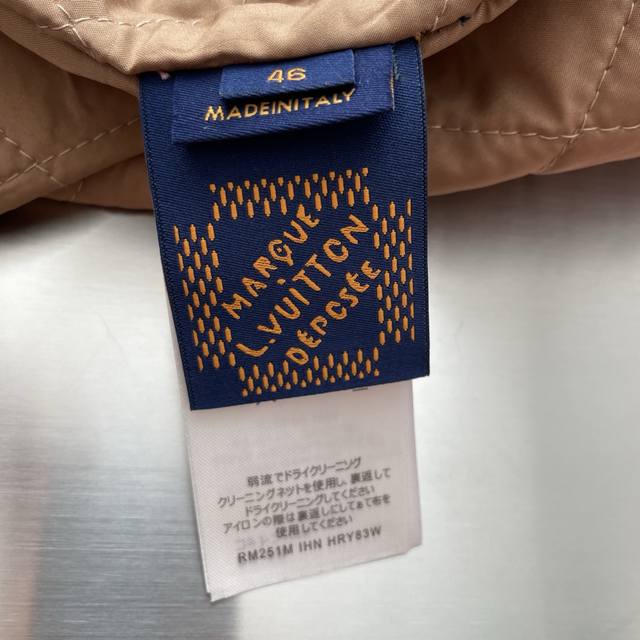 46
MADEINITALY
MARQUE
L.VUITTON
DÉPOSÉE
弱流でドライクリーニング
クリーニングネットを使用し、裏返して
ドライクリーニングしてください
アイロンの際は裏返しにしてあて布を
使用してください
RM251M IHN HRY83W